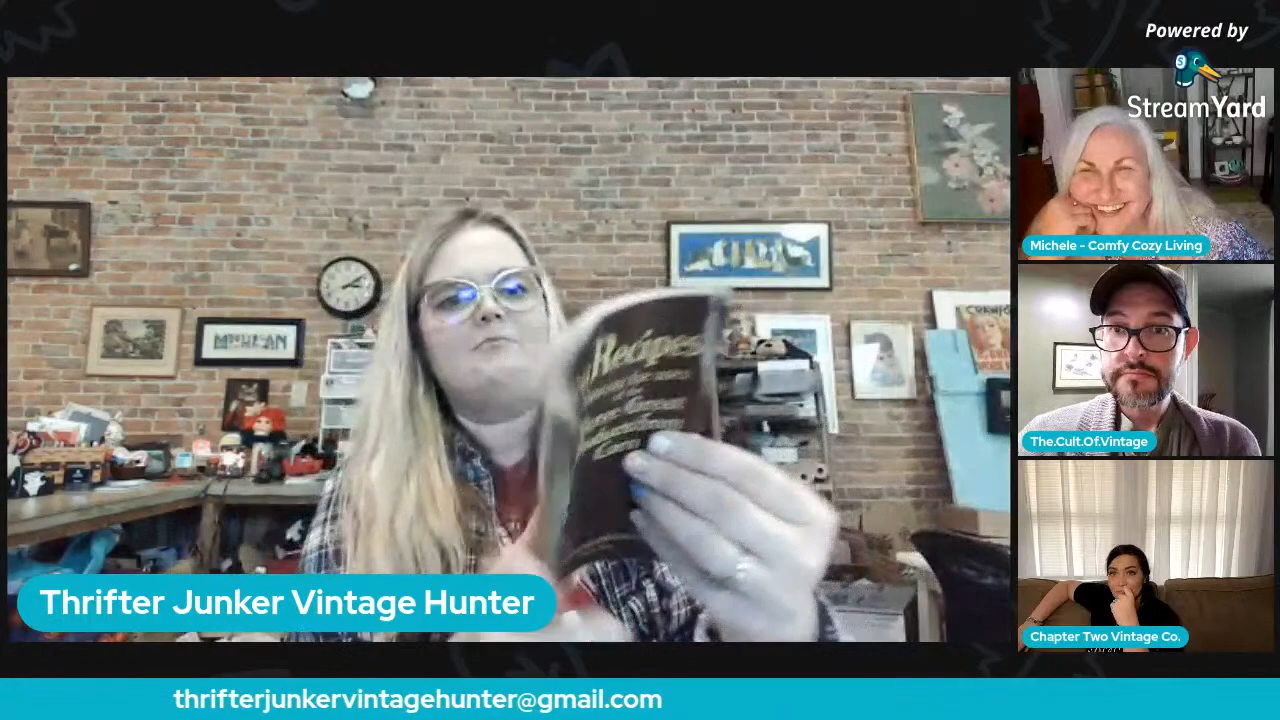 Powered by
StreamYard
MICHIGAN
Recipes
Michele - Comfy Cozy Living
The.Cult.Of.Vintage
Chapter Two Vintage Co.
Thrifter Junker Vintage Hunter
thrifterjunkervintagehunter@gmail.com